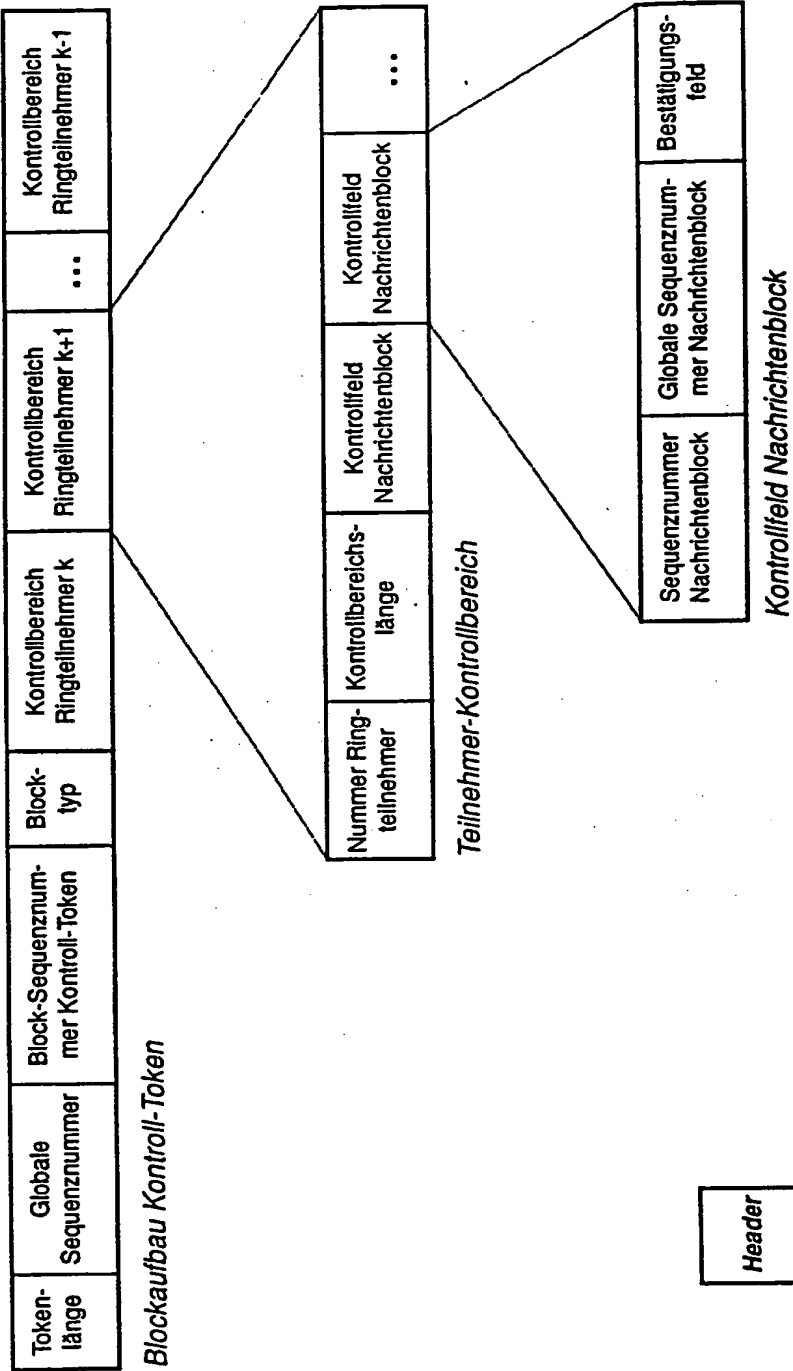 Token-
länge
Globale
Sequenznummer
Block-Sequenznum-
mer Kontroll-Token
Block-
typ
Kontrollbereich
Ringteilnehmer k
Kontrollbereich
Ringteilnehmer k+1
...
Kontrollbereich
Ringteilnehmer k-1
Blockaufbau Kontroll-Token
Nummer Ring-
teilnehmer
Kontrollbereichs-
länge
Kontrollfeld
Nachrichtenblock
Kontrollfeld
Nachrichtenblock
...
Teilnehmer-Kontrollbereich
Sequenznummer
Nachrichtenblock
Globale Sequenznum-
mer Nachrichtenblock
Bestätigungs-
feld
Kontrollfeld Nachrichtenblock
Header